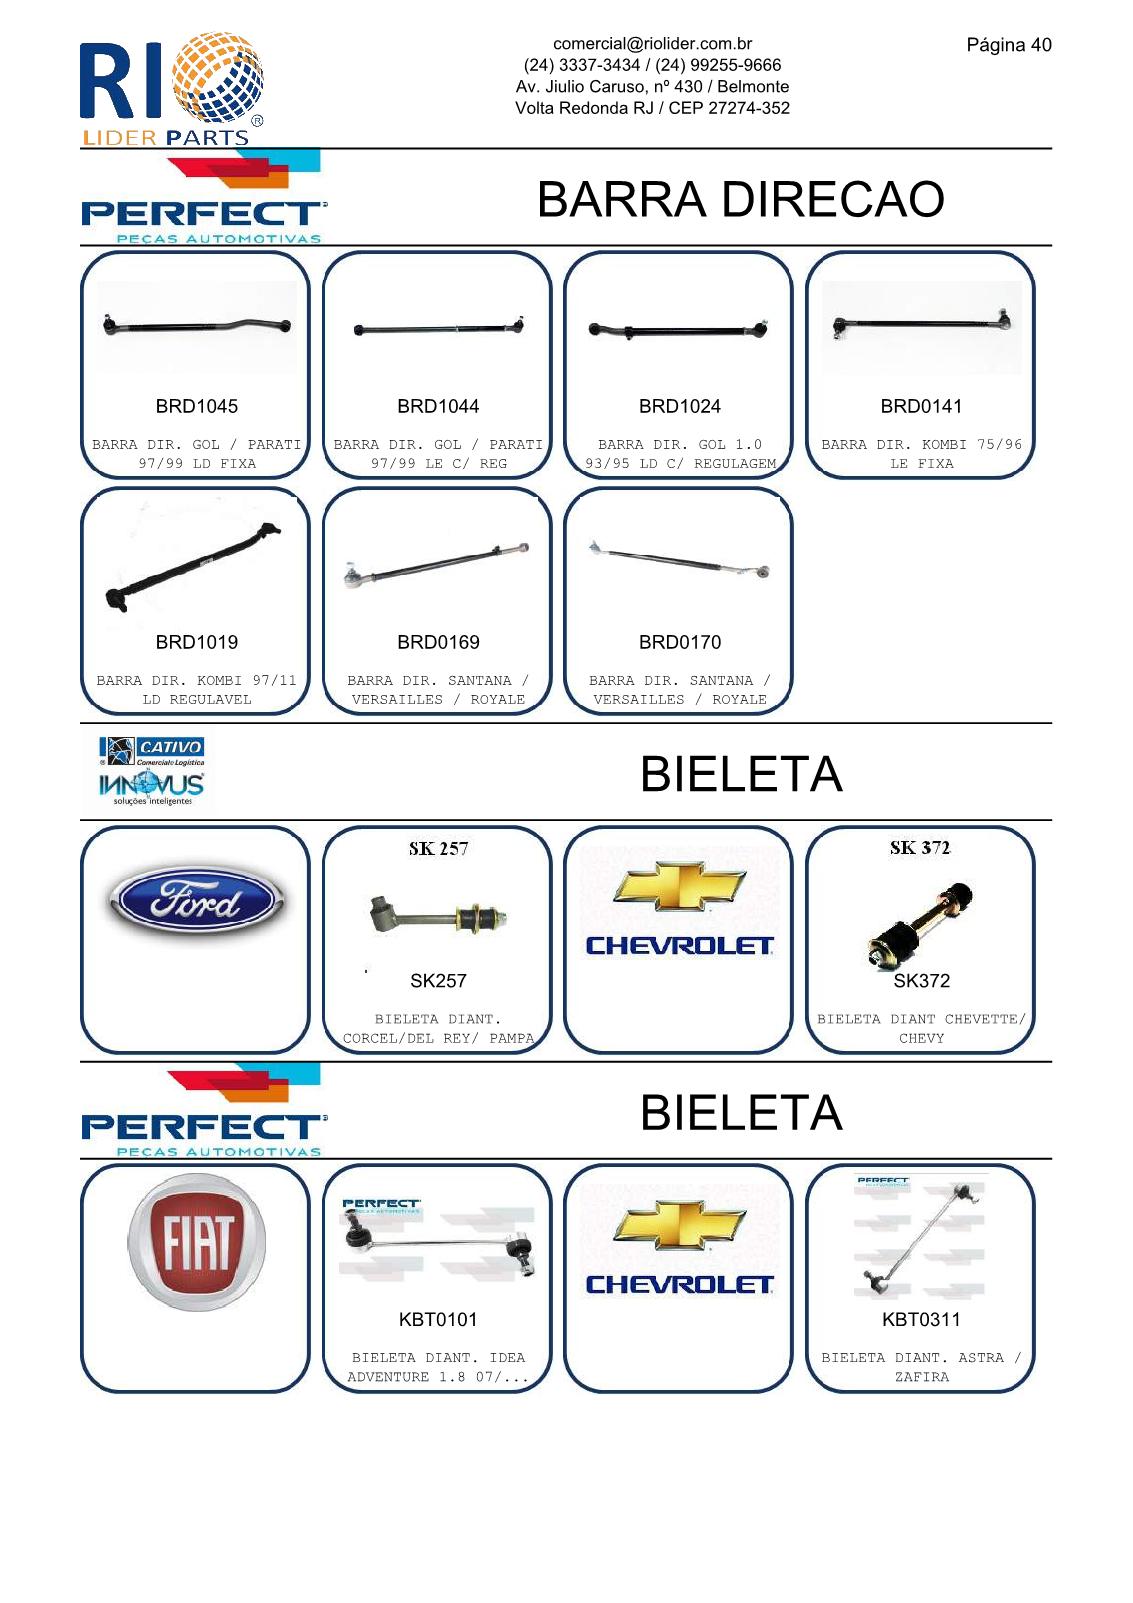 RIO
LIDER PARTS
®
comercial@riolider.com.br
(24) 3337-3434 / (24) 99255-9666
Av. Jiulio Caruso, nº 430 / Belmonte
Volta Redonda RJ / CEP 27274-352
Página 40
PERFECT
PEÇAS AUTOMOTIVAS
BARRA DIRECAO
BRD1045
BARRA DIR. GOL / PARATI
97/99 LD FIXA
BRD1044
BARRA DIR. GOL / PARATI
97/99 LE C/ REG
BRD1024
BARRA DIR. GOL 1.0
93/95 LD C/ REGULAGEM
BRD0141
BARRA DIR. KOMBI 75/96
LE FIXA
BRD1019
BARRA DIR. KOMBI 97/11
LD REGULAVEL
BRD0169
BARRA DIR. SANTANA /
VERSAILLES / ROYALE
BRD0170
BARRA DIR. SANTANA /
VERSAILLES / ROYALE
CATIVO
Comercial e Logística
INNOVUS
soluções inteligentes
BIELETA
Ford
SK 257
SK257
BIELETA DIANT.
CORCEL/DEL REY/ PAMPA
CHEVROLET
SK 372
SK372
BIELETA DIANT CHEVETTE/
CHEVY
PERFECT
PEÇAS AUTOMOTIVAS
BIELETA
FIAT
PERFECT
PEÇAS AUTOMOTIVAS
KBT0101
BIELETA DIANT. IDEA
ADVENTURE 1.8 07/...
CHEVROLET
PERFECT
KBT0311
BIELETA DIANT. ASTRA /
ZAFIRA